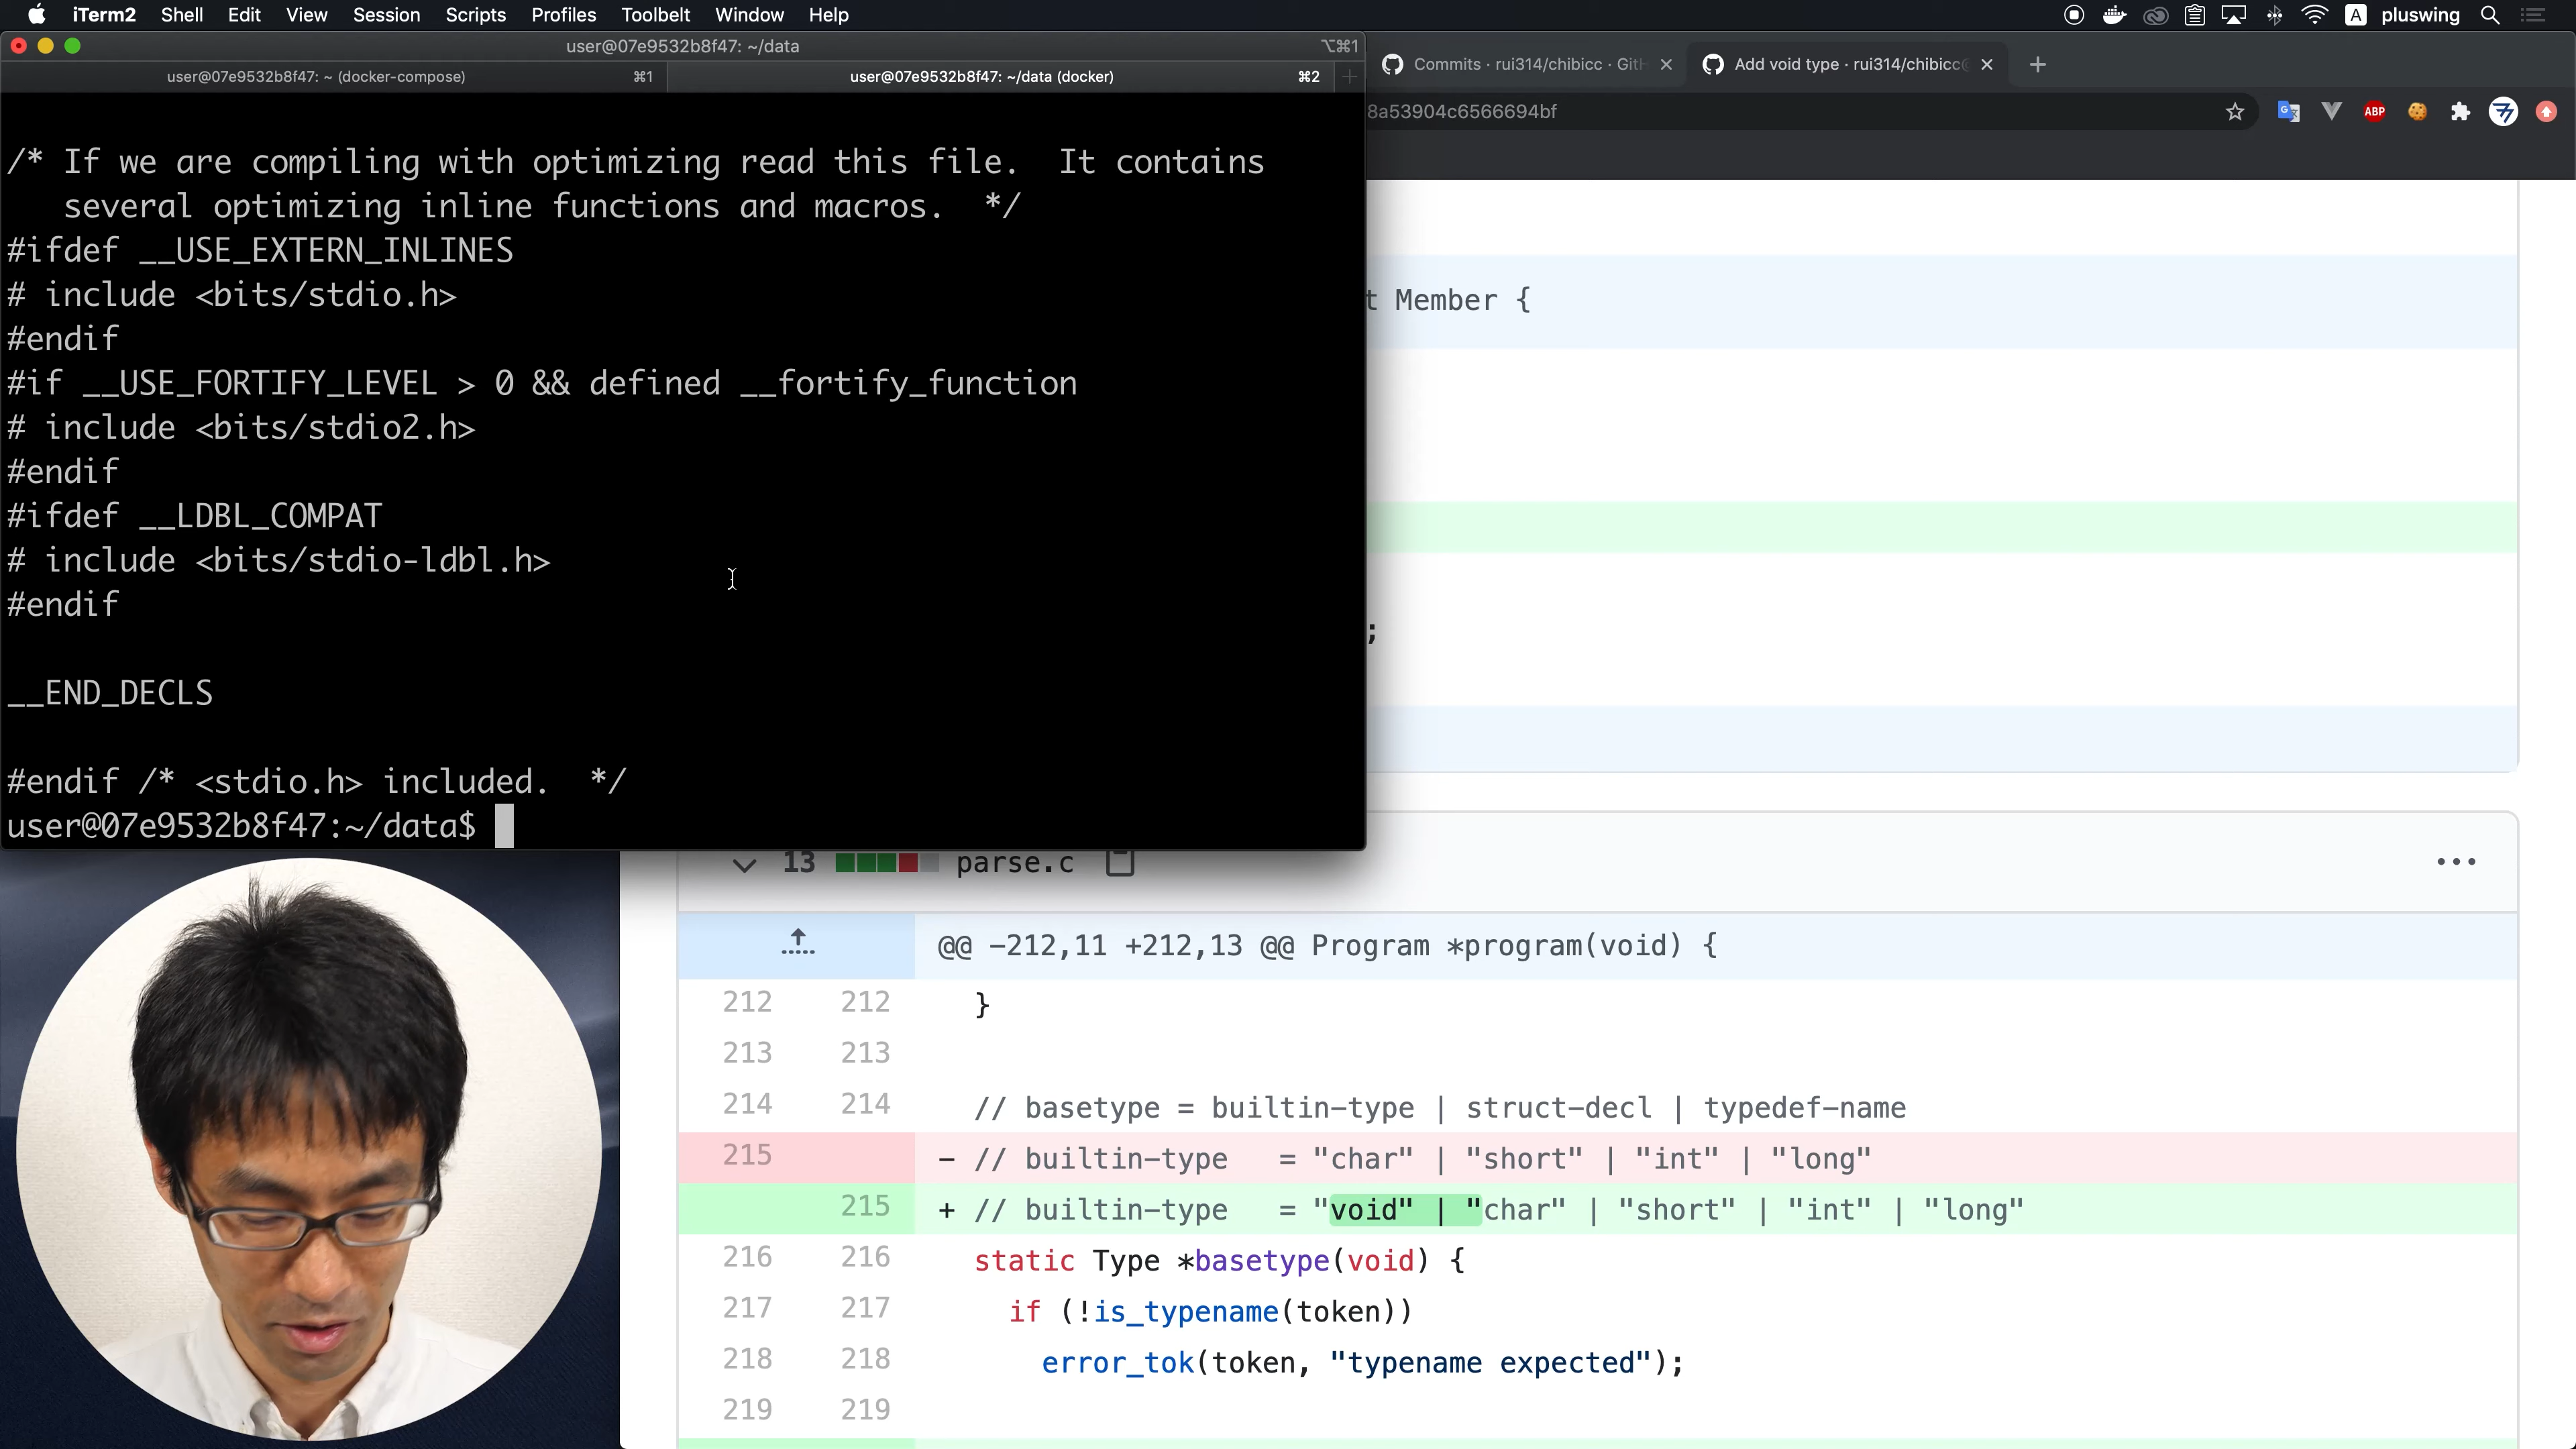 iTerm2 Shell Edit View Session Scripts Profiles Toolbelt Window Help
A pluswing
user@07e9532b8f47: ~/data
⌥⌘1
user@07e9532b8f47: ~ (docker-compose) ⌘1
user@07e9532b8f47: ~/data (docker) ⌘2
Commits · rui314/chibicc · GitH
Add void type · rui314/chibicc@
8a53904c6566694bf
ABP
/* If we are compiling with optimizing read this file.  It contains
   several optimizing inline functions and macros.  */
#ifdef __USE_EXTERN_INLINES
# include <bits/stdio.h>
#endif
#if __USE_FORTIFY_LEVEL > 0 && defined __fortify_function
# include <bits/stdio2.h>
#endif
#ifdef __LDBL_COMPAT
# include <bits/stdio-ldbl.h>
#endif
__END_DECLS
#endif /* <stdio.h> included.  */
user@07e9532b8f47:~/data$
t Member {
;
13 parse.c
@@ -212,11 +212,13 @@ Program *program(void) {
212 212 }
213 213
214 214 // basetype = builtin-type | struct-decl | typedef-name
215 - // builtin-type   = "char" | "short" | "int" | "long"
215 + // builtin-type   = "void" | "char" | "short" | "int" | "long"
216 216 static Type *basetype(void) {
217 217 if (!is_typename(token))
218 218 error_tok(token, "typename expected");
219 219